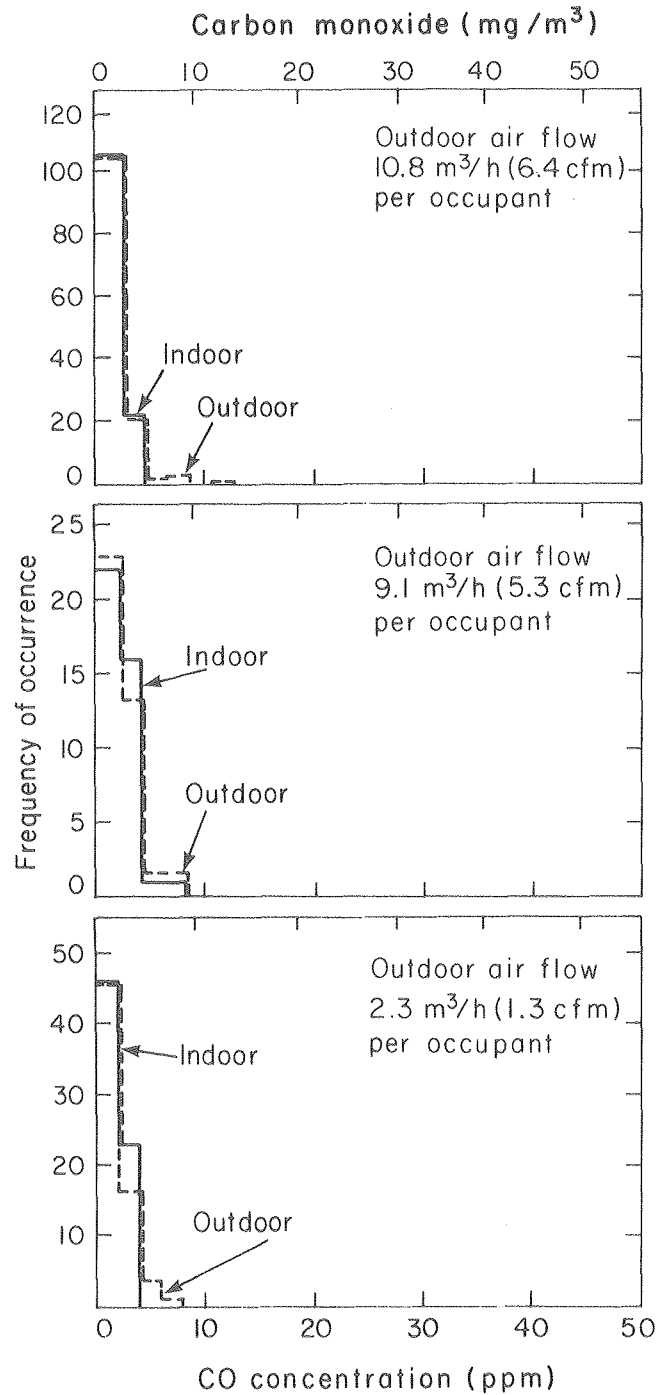 Carbon monoxide (mg/m³)
0 10 20 30 40 50
120
100
80
60
40
20
0
Outdoor air flow
10.8 m³/h (6.4 cfm)
per occupant
Indoor
Outdoor
Frequency of occurrence
25
20
15
10
5
0
Outdoor air flow
9.1 m³/h (5.3 cfm)
per occupant
Indoor
Outdoor
50
40
30
20
10
Outdoor air flow
2.3 m³/h (1.3 cfm)
per occupant
Indoor
Outdoor
0 10 20 30 40 50
CO concentration (ppm)